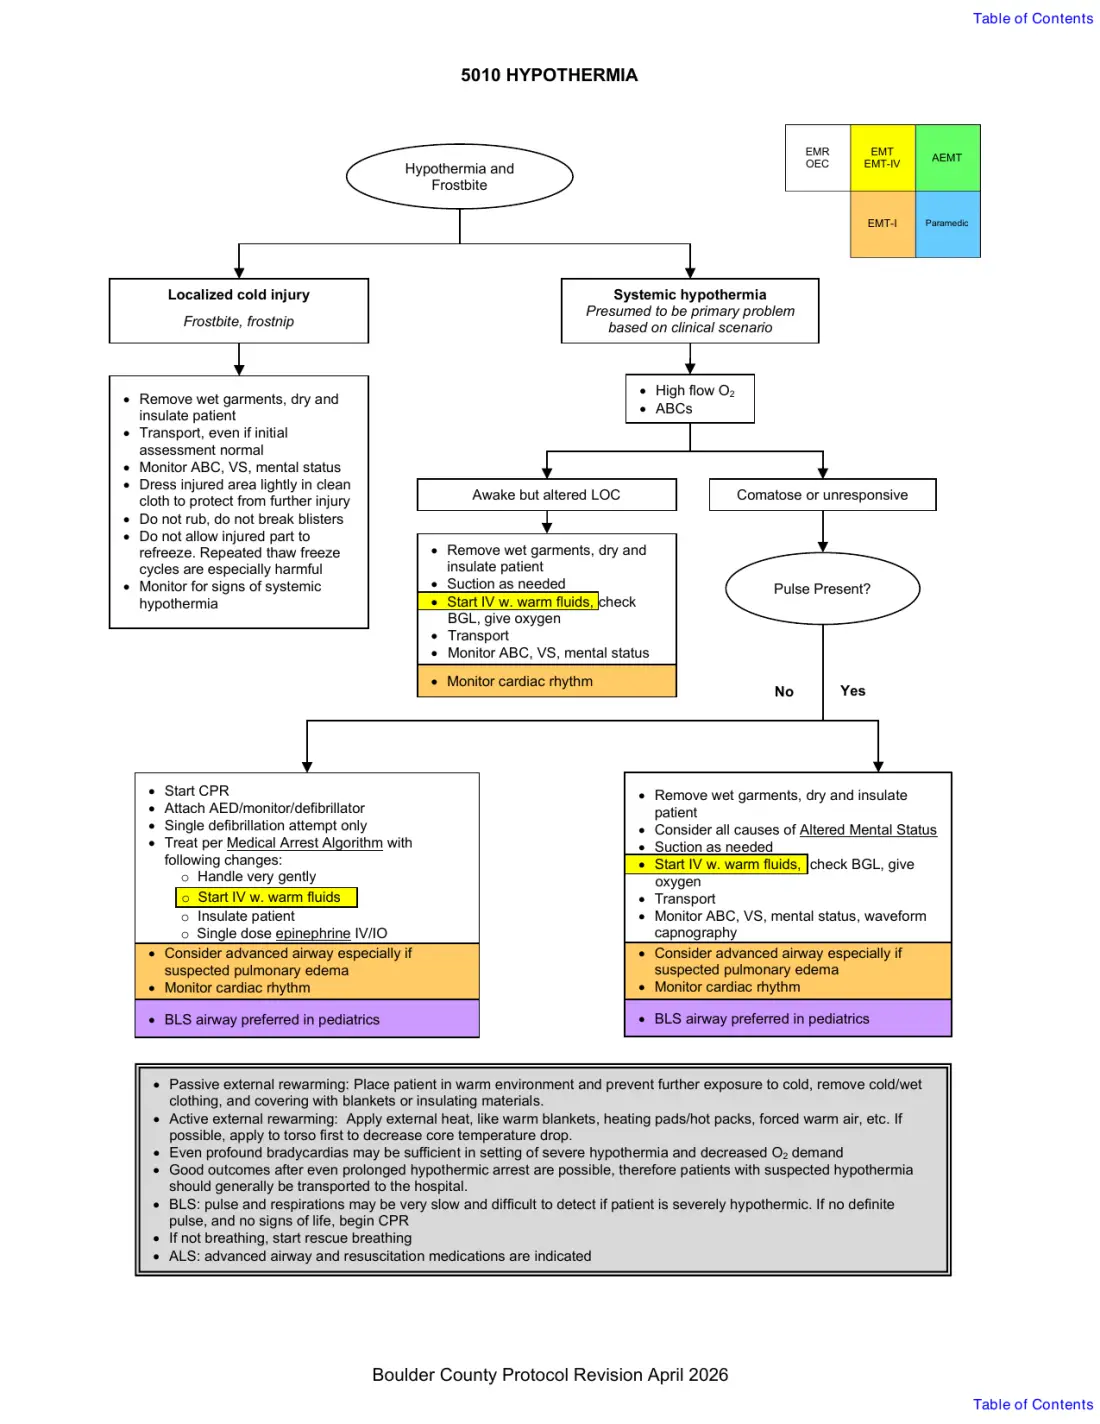 Table of Contents
5010 HYPOTHERMIA
EMR
OEC
EMT
EMT-IV
AEMT
EMT-I
Paramedic
Hypothermia and
Frostbite
Localized cold injury
Frostbite, frostnip
Systemic hypothermia
Presumed to be primary problem
based on clinical scenario
• Remove wet garments, dry and
insulate patient
• Transport, even if initial
assessment normal
• Monitor ABC, VS, mental status
• Dress injured area lightly in clean
cloth to protect from further injury
• Do not rub, do not break blisters
• Do not allow injured part to
refreeze. Repeated thaw freeze
cycles are especially harmful
• Monitor for signs of systemic
hypothermia
• High flow O2
• ABCs
Awake but altered LOC
Comatose or unresponsive
• Remove wet garments, dry and
insulate patient
• Suction as needed
• Start IV w. warm fluids, check
BGL, give oxygen
• Transport
• Monitor ABC, VS, mental status
• Monitor cardiac rhythm
Pulse Present?
No
Yes
• Start CPR
• Attach AED/monitor/defibrillator
• Single defibrillation attempt only
• Treat per Medical Arrest Algorithm with
following changes:
o Handle very gently
o Start IV w. warm fluids
o Insulate patient
o Single dose epinephrine IV/IO
• Consider advanced airway especially if
suspected pulmonary edema
• Monitor cardiac rhythm
• BLS airway preferred in pediatrics
• Remove wet garments, dry and insulate
patient
• Consider all causes of Altered Mental Status
• Suction as needed
• Start IV w. warm fluids, check BGL, give
oxygen
• Transport
• Monitor ABC, VS, mental status, waveform
capnography
• Consider advanced airway especially if
suspected pulmonary edema
• Monitor cardiac rhythm
• BLS airway preferred in pediatrics
• Passive external rewarming: Place patient in warm environment and prevent further exposure to cold, remove cold/wet
clothing, and covering with blankets or insulating materials.
• Active external rewarming: Apply external heat, like warm blankets, heating pads/hot packs, forced warm air, etc. If
possible, apply to torso first to decrease core temperature drop.
• Even profound bradycardias may be sufficient in setting of severe hypothermia and decreased O2 demand
• Good outcomes after even prolonged hypothermic arrest are possible, therefore patients with suspected hypothermia
should generally be transported to the hospital.
• BLS: pulse and respirations may be very slow and difficult to detect if patient is severely hypothermic. If no definite
pulse, and no signs of life, begin CPR
• If not breathing, start rescue breathing
• ALS: advanced airway and resuscitation medications are indicated
Boulder County Protocol Revision April 2026
Table of Contents